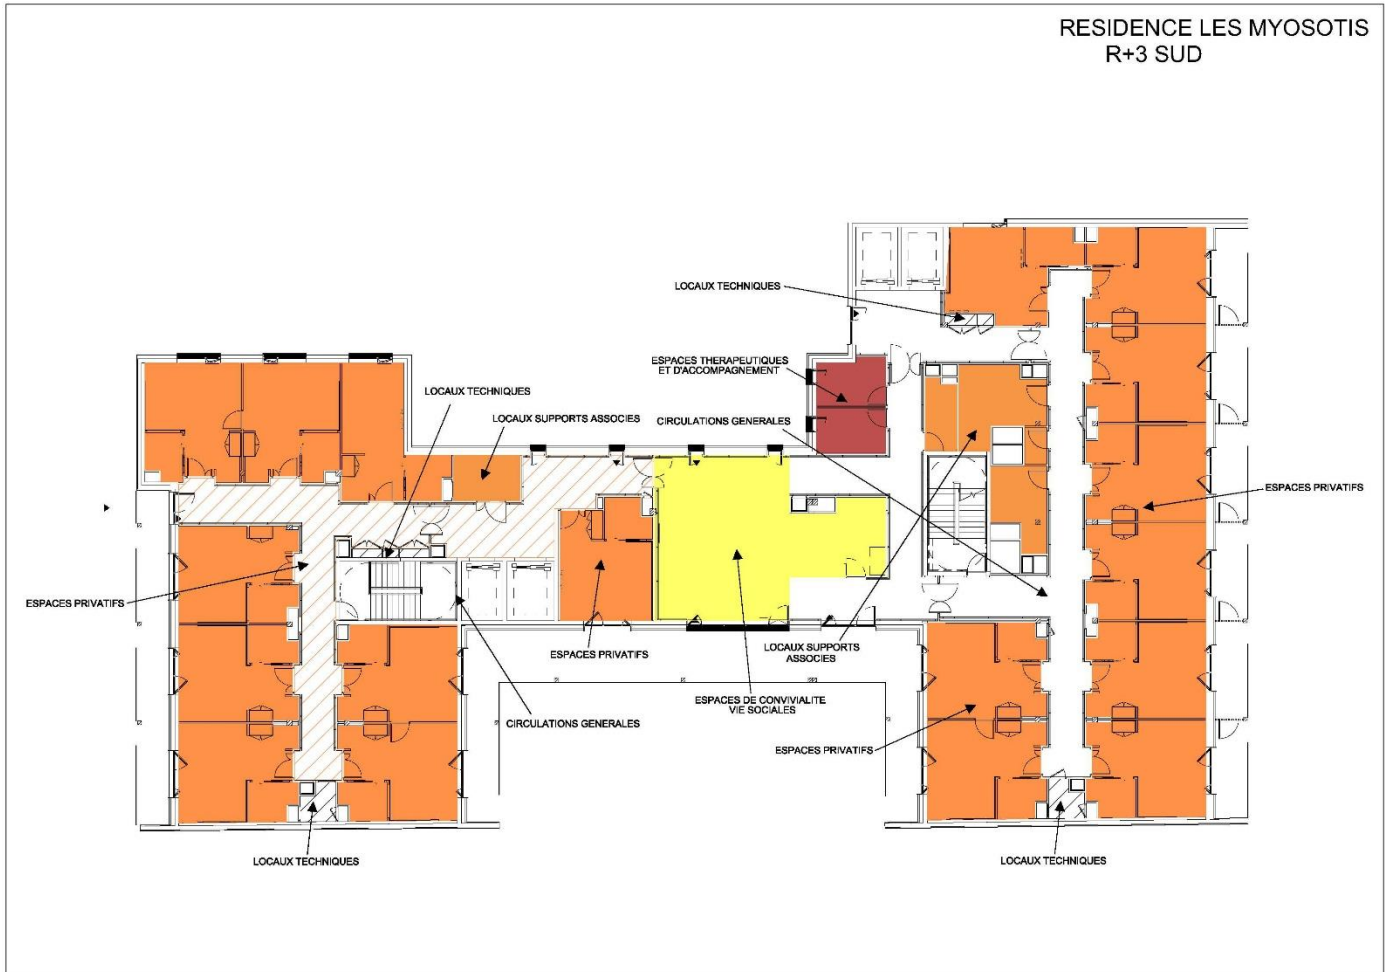 RESIDENCE LES MYOSOTIS
R+3 SUD
LOCAUX TECHNIQUES
ESPACES THERAPEUTIQUES
ET D'ACCOMPAGNEMENT
LOCAUX TECHNIQUES
LOCAUX SUPPORTS ASSOCIES
CIRCULATIONS GENERALES
ESPACES PRIVATIFS
ESPACES PRIVATIFS
ESPACES PRIVATIFS
LOCAUX SUPPORTS
ASSOCIES
ESPACES DE CONVIVIALITE
VIE SOCIALES
CIRCULATIONS GENERALES
ESPACES PRIVATIFS
LOCAUX TECHNIQUES
LOCAUX TECHNIQUES